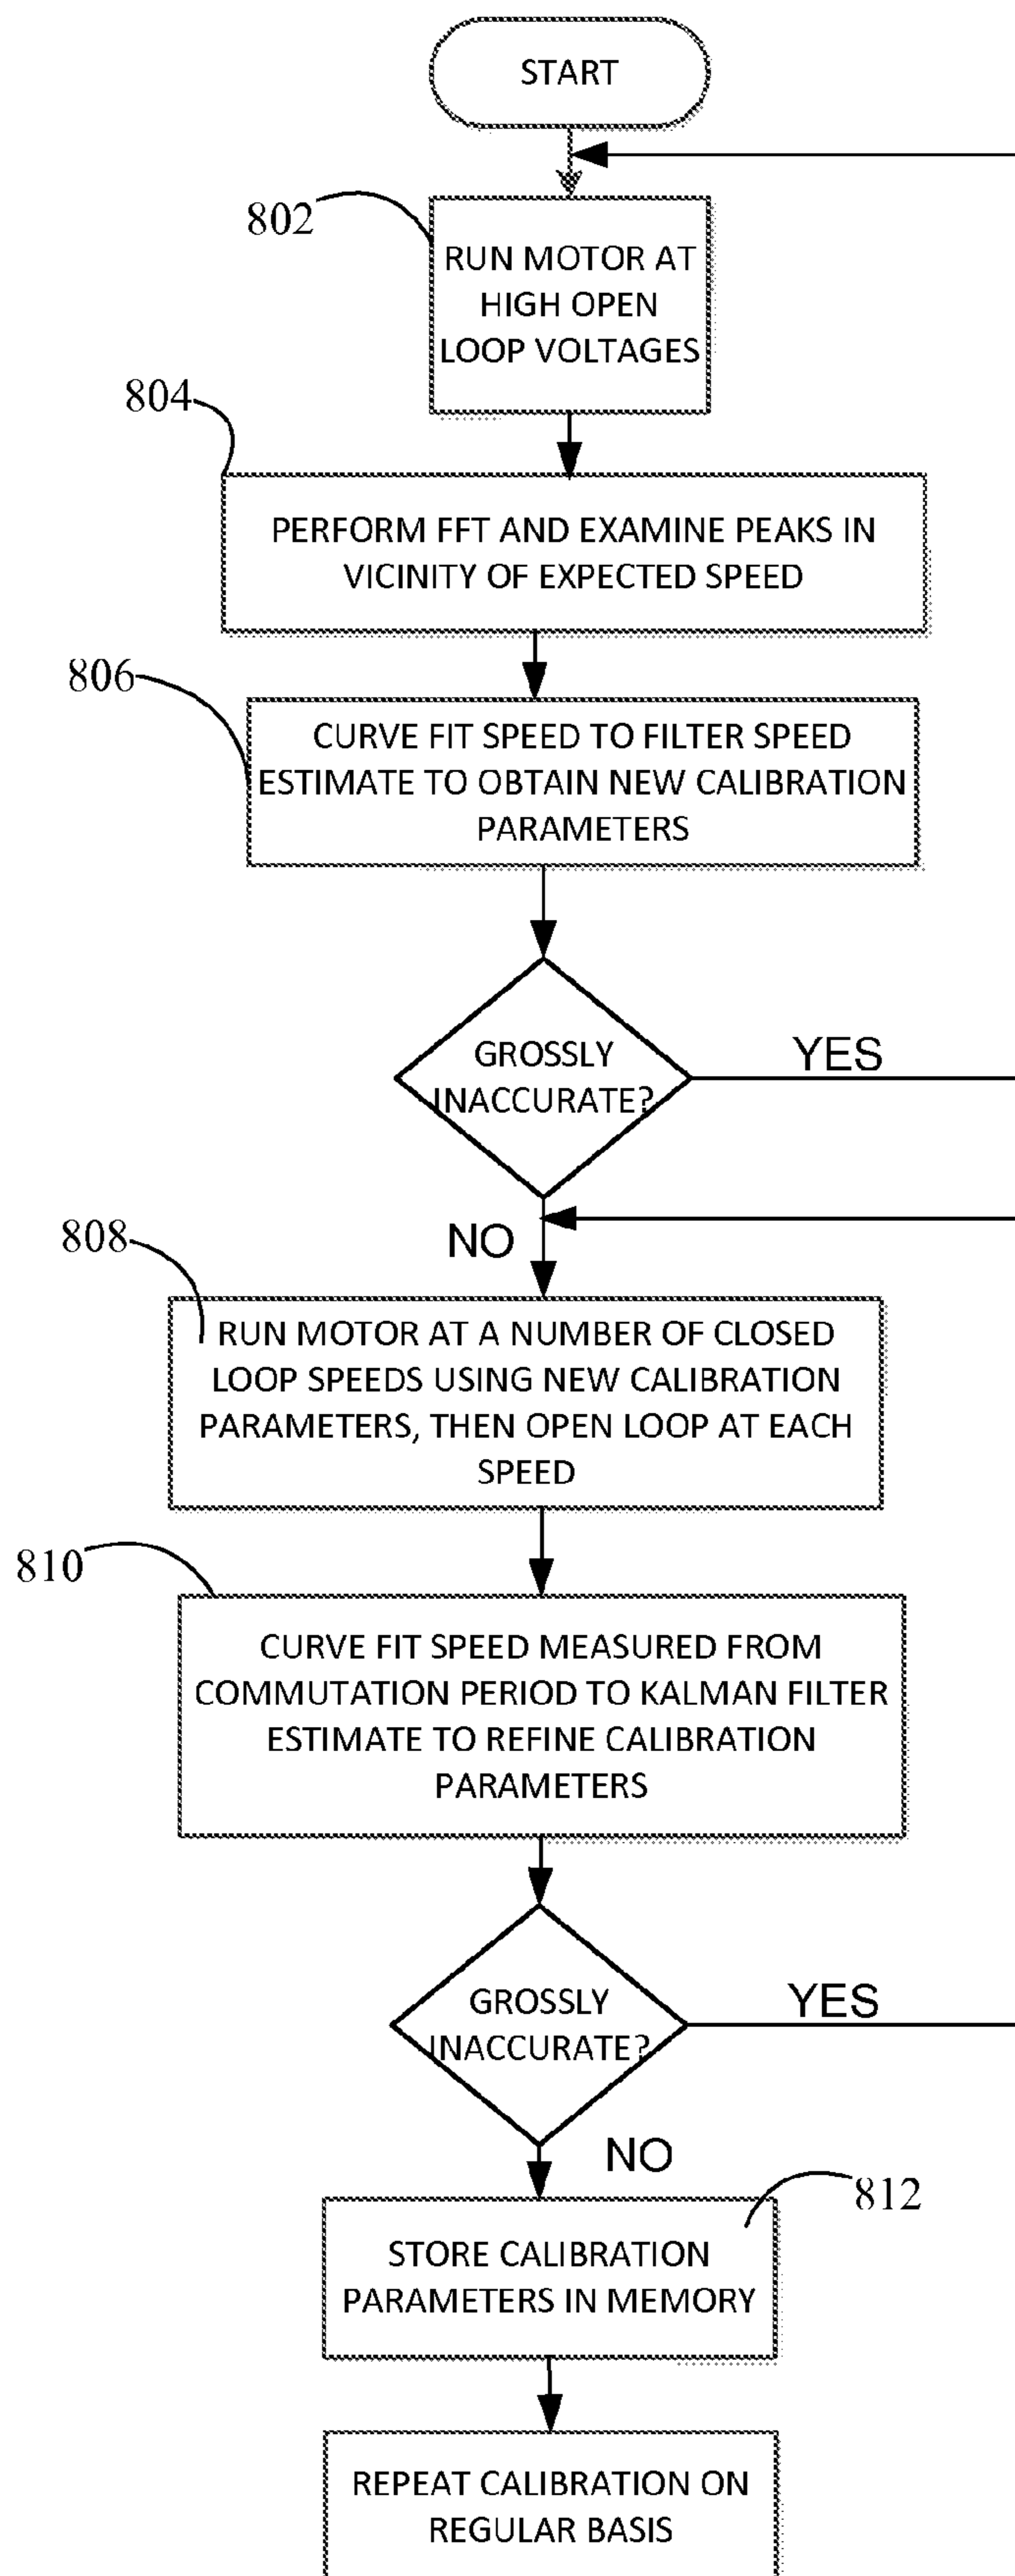 START
802
RUN MOTOR AT
HIGH OPEN
LOOP VOLTAGES
804
PERFORM FFT AND EXAMINE PEAKS IN
VICINITY OF EXPECTED SPEED
806
CURVE FIT SPEED TO FILTER SPEED
ESTIMATE TO OBTAIN NEW CALIBRATION
PARAMETERS
GROSSLY
INACCURATE?
YES
NO
808
RUN MOTOR AT A NUMBER OF CLOSED
LOOP SPEEDS USING NEW CALIBRATION
PARAMETERS, THEN OPEN LOOP AT EACH
SPEED
810
CURVE FIT SPEED MEASURED FROM
COMMUTATION PERIOD TO KALMAN FILTER
ESTIMATE TO REFINE CALIBRATION
PARAMETERS
GROSSLY
INACCURATE?
YES
NO
812
STORE CALIBRATION
PARAMETERS IN MEMORY
REPEAT CALIBRATION ON
REGULAR BASIS